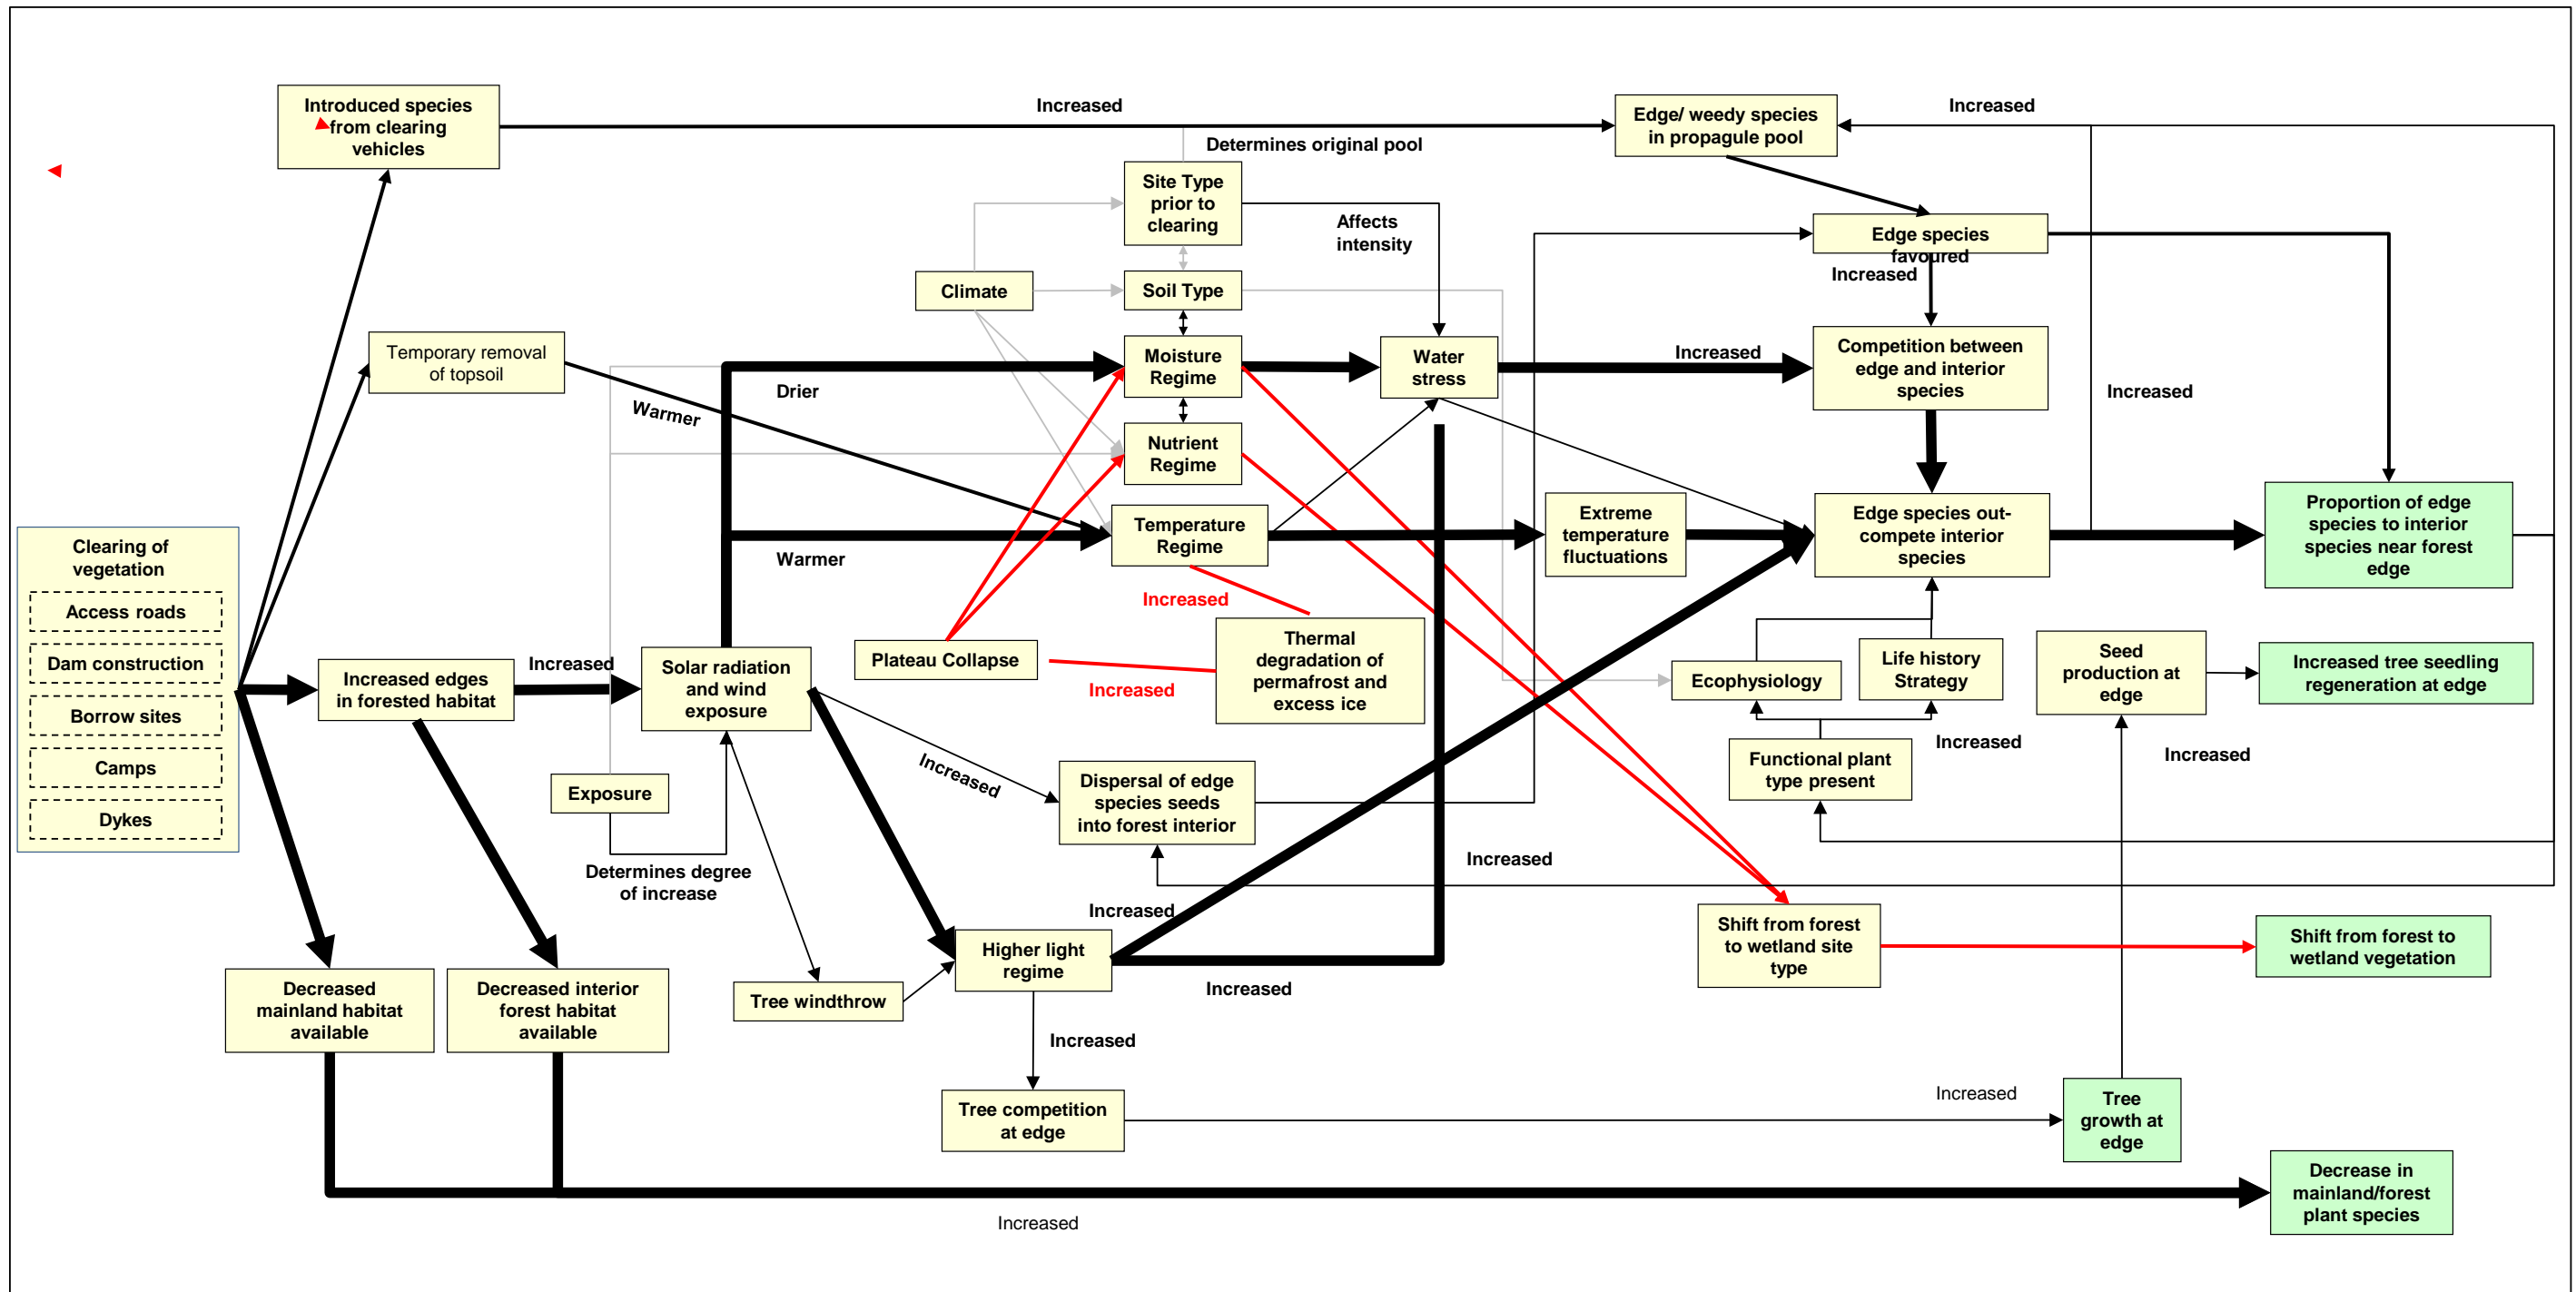 Introduced species
from clearing
vehicles
Increased
Edge/ weedy species
in propagule pool
Increased
Determines original pool
Site Type
prior to
clearing
Affects
intensity
Edge species
favoured
Increased
Climate
Soil Type
Temporary removal
of topsoil
Warmer
Drier
Moisture
Regime
Water
stress
Increased
Competition between
edge and interior
species
Increased
Nutrient
Regime
Clearing of
vegetation
Access roads
Dam construction
Borrow sites
Camps
Dykes
Warmer
Temperature
Regime
Extreme
temperature
fluctuations
Edge species out-
compete interior
species
Proportion of edge
species to interior
species near forest
edge
Increased
Thermal
degradation of
permafrost and
excess ice
Plateau Collapse
Increased
Increased edges
in forested habitat
Increased
Solar radiation
and wind
exposure
Ecophysiology
Life history
Strategy
Seed
production at
edge
Increased tree seedling
regeneration at edge
Increased
Functional plant
type present
Increased
Exposure
Increased
Dispersal of edge
species seeds
into forest interior
Determines degree
of increase
Increased
Increased
Higher light
regime
Increased
Shift from forest
to wetland site
type
Shift from forest to
wetland vegetation
Decreased
mainland habitat
available
Decreased interior
forest habitat
available
Tree windthrow
Increased
Tree competition
at edge
Increased
Tree
growth at
edge
Decrease in
mainland/forest
plant species
Increased